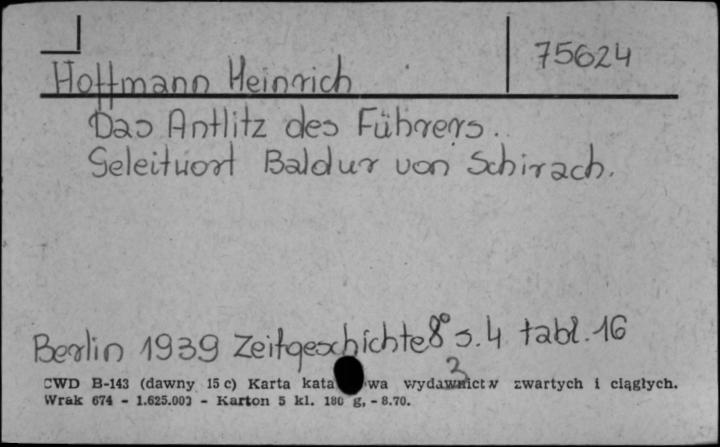 75624
Hoffmann Heinrich
Das Antlitz des Führers.
Geleitwort Baldur von Schirach.
Berlin 1939 Zeitgeschichte 8° s. 4 tabl. 16
3
CWD B-143 (dawny 15 c) Karta kata wa wydawnictw zwartych i ciągłych.
Wrak 674 - 1.625.000 - Karton 5 kl. 180 g, - 8.70.